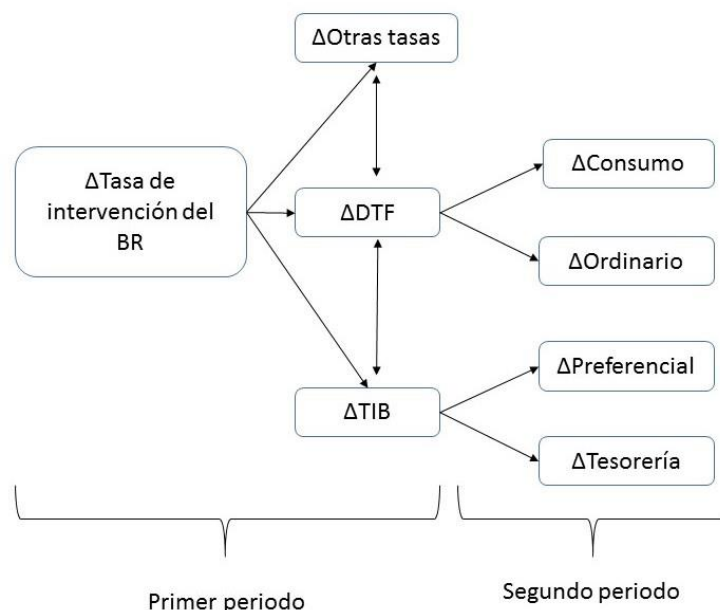 ΔOtras tasas
ΔTasa de
intervención del
BR
ΔDTF
ΔTIB
ΔConsumo
ΔOrdinario
ΔPreferencial
ΔTesorería
Primer periodo
Segundo periodo